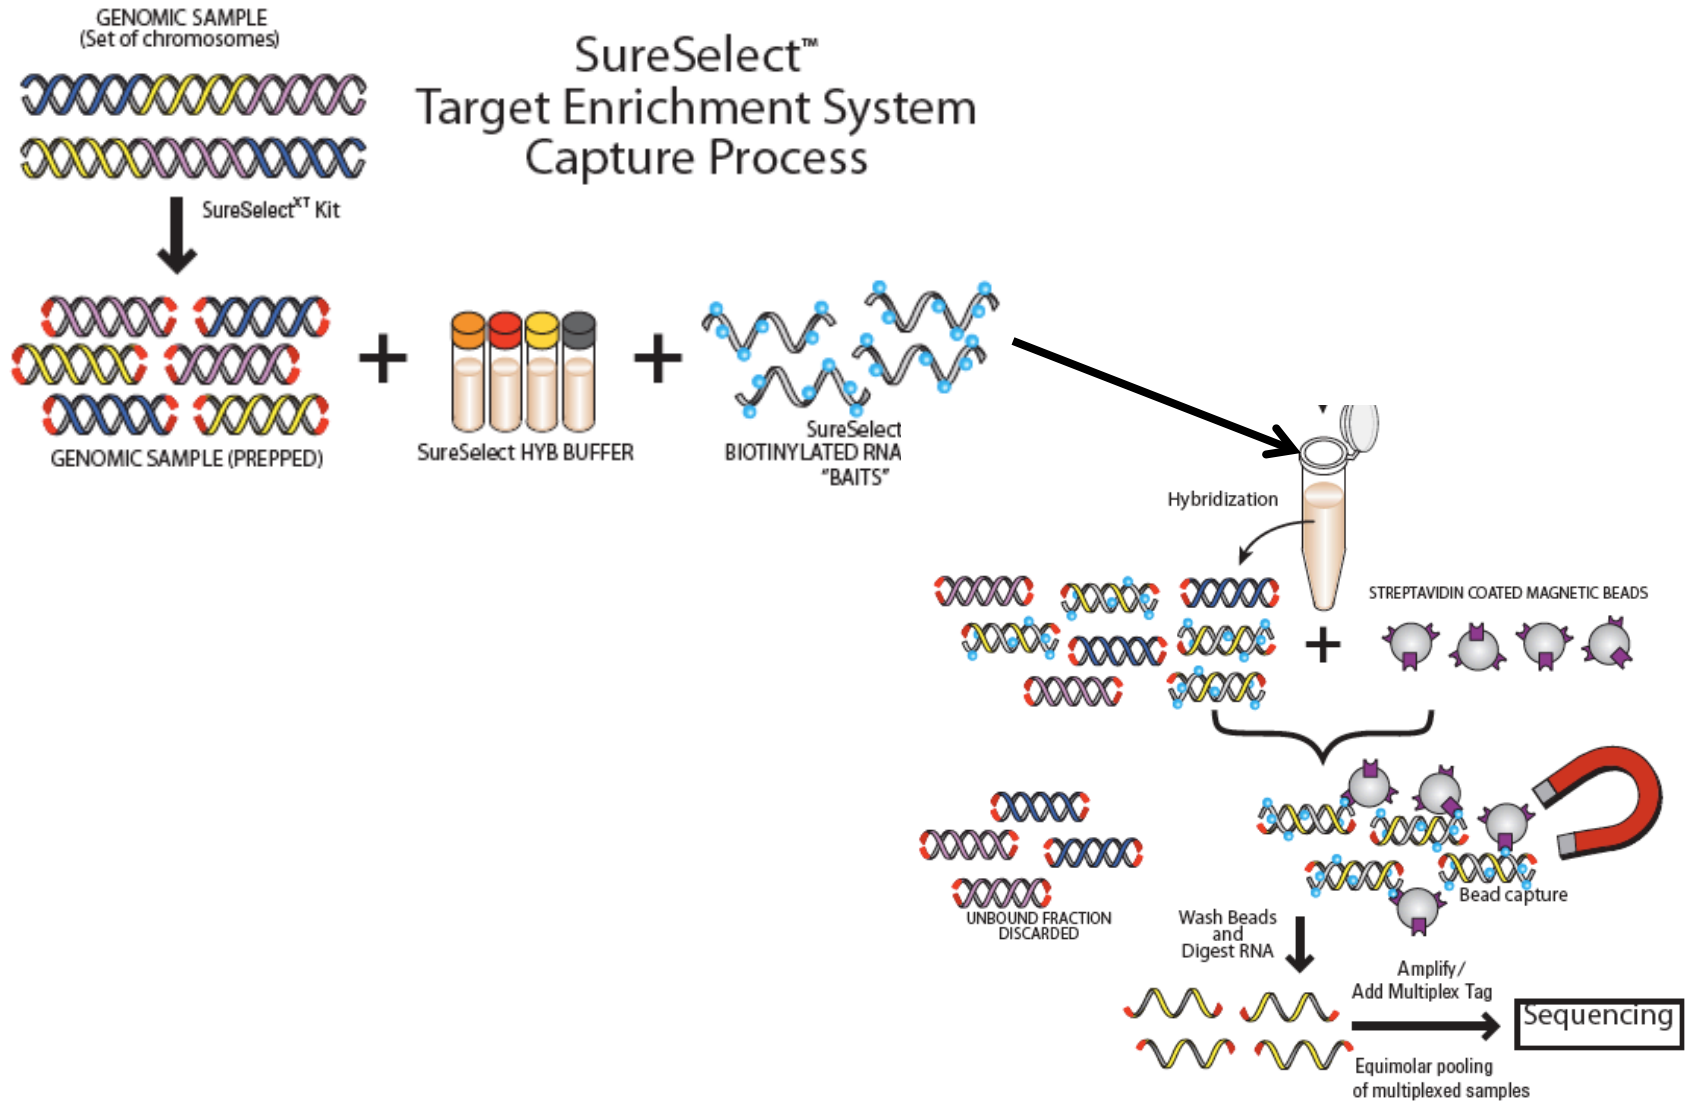 GENOMIC SAMPLE
(Set of chromosomes)
SureSelect™
Target Enrichment System
Capture Process
SureSelectXT Kit
GENOMIC SAMPLE (PREPPED)
SureSelect HYB BUFFER
SureSelect
BIOTINYLATED RNA
“BAITS”
Hybridization
STREPTAVIDIN COATED MAGNETIC BEADS
Bead capture
UNBOUND FRACTION
DISCARDED
Wash Beads
and
Digest RNA
Amplify/
Add Multiplex Tag
Sequencing
Equimolar pooling
of multiplexed samples